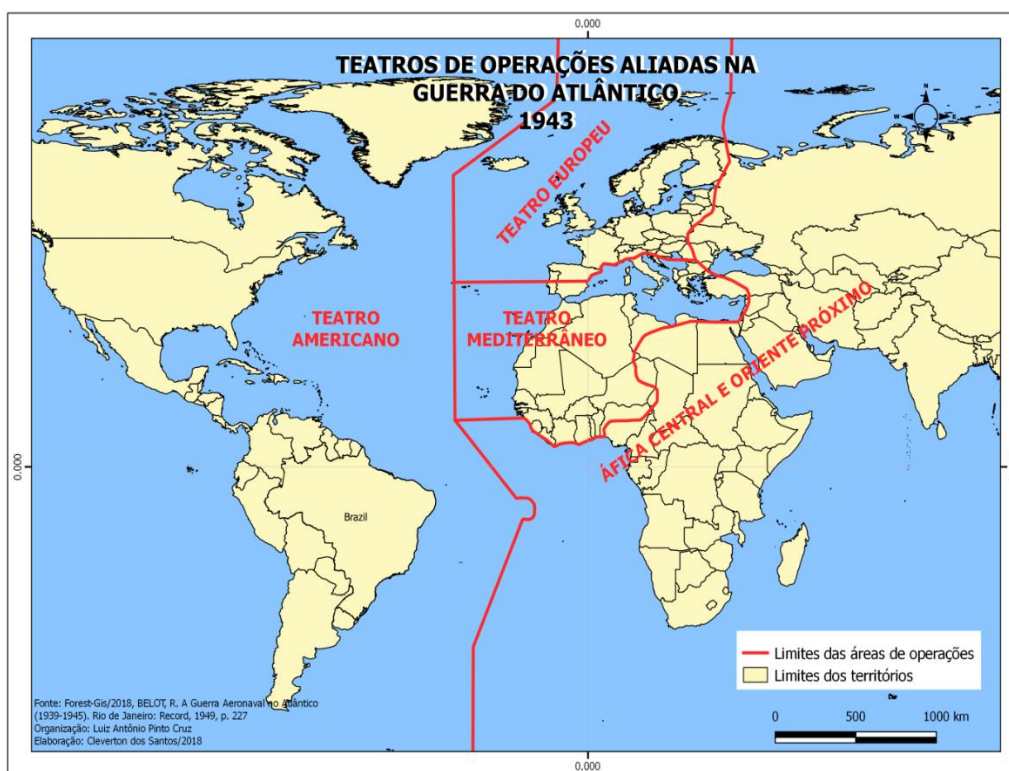 0.000
TEATROS DE OPERAÇÕES ALIADAS NA
GUERRA DO ATLÂNTICO
1943
N
W
E
S
TEATRO EUROPEU
TEATRO
AMERICANO
TEATRO
MEDITERRÂNEO
ÁFICA CENTRAL E ORIENTE PRÓXIMO
0.000
0.000
Brazil
Limites das áreas de operações
Limites dos territórios
0 500 1000 km
Fonte: Forest-Gis/2018, BELOT, R. A Guerra Aeronaval no Atlântico
(1939-1945). Rio de Janeiro: Record, 1949, p. 227
Organização: Luiz Antônio Pinto Cruz
Elaboração: Cleverton dos Santos/2018
0.000